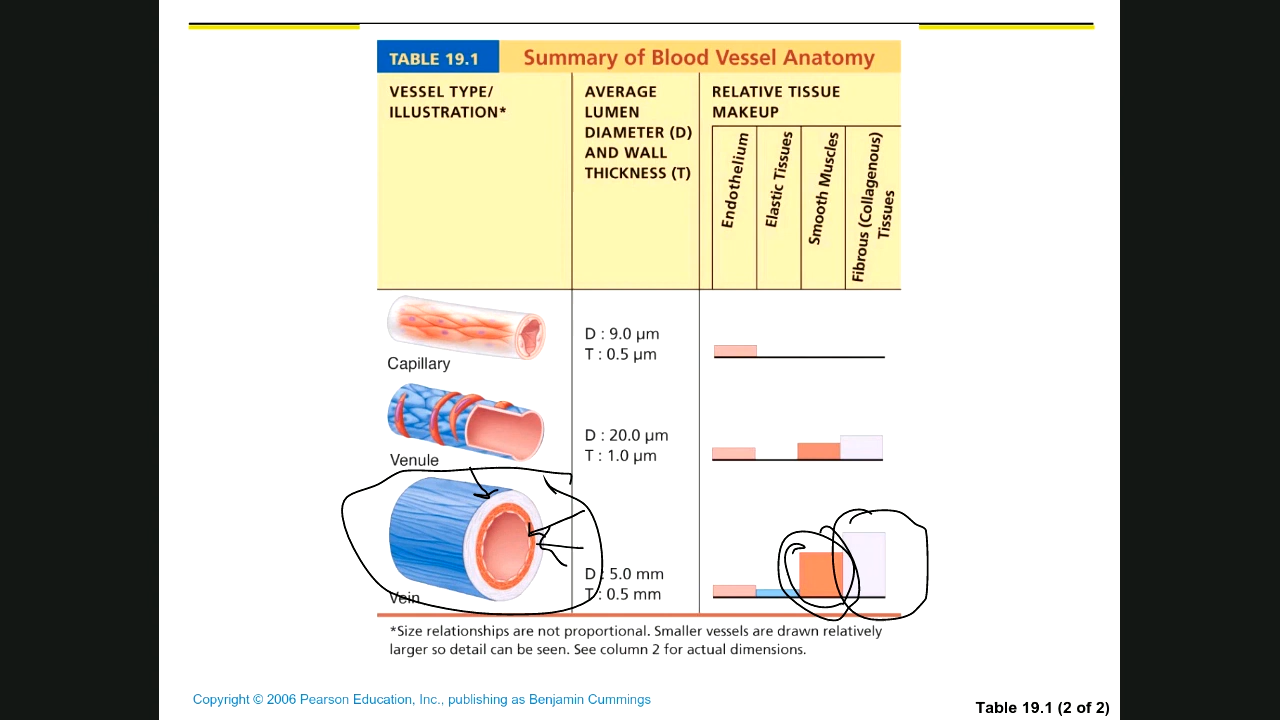 TABLE 19.1 Summary of Blood Vessel Anatomy
VESSEL TYPE/
ILLUSTRATION*
AVERAGE
LUMEN
DIAMETER (D)
AND WALL
THICKNESS (T)
RELATIVE TISSUE
MAKEUP
Endothelium
Elastic Tissues
Smooth Muscles
Fibrous (Collagenous)
Tissues
Capillary
D : 9.0 µm
T : 0.5 µm
Venule
D : 20.0 µm
T : 1.0 µm
Vein
D : 5.0 mm
T : 0.5 mm
*Size relationships are not proportional. Smaller vessels are drawn relatively
larger so detail can be seen. See column 2 for actual dimensions.
Copyright © 2006 Pearson Education, Inc., publishing as Benjamin Cummings
Table 19.1 (2 of 2)